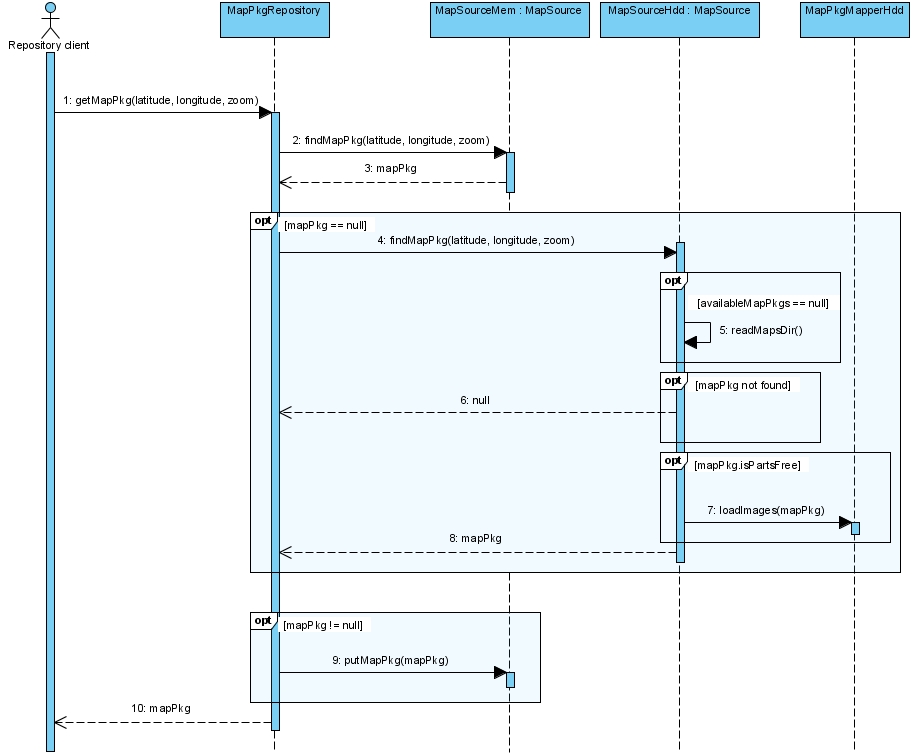 MapPkgRepository
MapSourceMem : MapSource
MapSourceHdd : MapSource
MapPkgMapperHdd
Repository client
1: getMapPkg(latitude, longitude, zoom)
2: findMapPkg(latitude, longitude, zoom)
3: mapPkg
opt
[mapPkg == null]
4: findMapPkg(latitude, longitude, zoom)
opt
[availableMapPkgs == null]
5: readMapsDir()
opt
[mapPkg not found]
6: null
opt
[mapPkg.isPartsFree]
7: loadImages(mapPkg)
8: mapPkg
opt
[mapPkg != null]
9: putMapPkg(mapPkg)
10: mapPkg